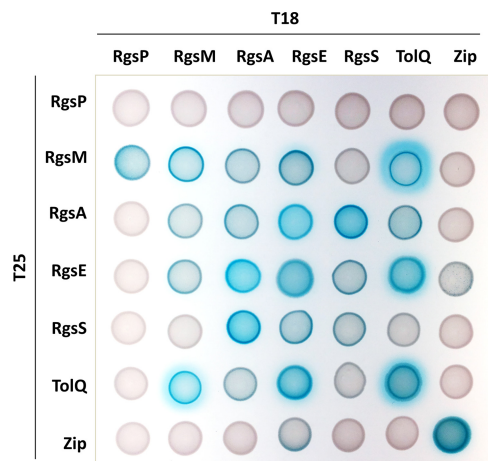 T18
RgsP RgsM RgsA RgsE RgsS TolQ Zip
T25
RgsP
RgsM
RgsA
RgsE
RgsS
TolQ
Zip